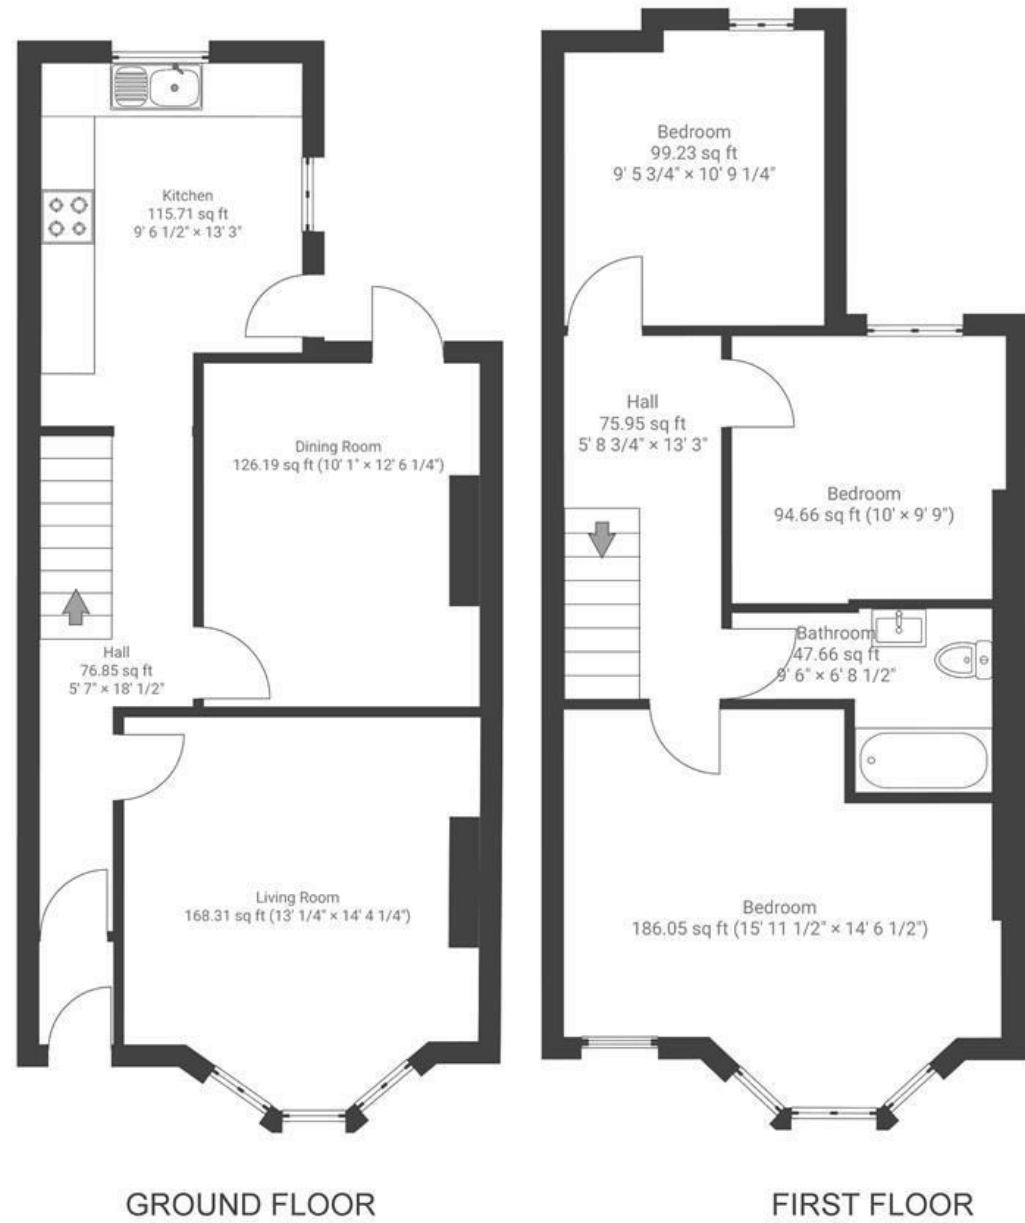 Kitchen
115.71 sq ft
9' 6 1/2" × 13' 3"
Dining Room
126.19 sq ft (10' 1" × 12' 6 1/4")
Hall
76.85 sq ft
5' 7" × 18' 1/2"
Living Room
168.31 sq ft (13' 1/4" × 14' 4 1/4")
GROUND FLOOR
Bedroom
99.23 sq ft
9' 5 3/4" × 10' 9 1/4"
Hall
75.95 sq ft
5' 8 3/4" × 13' 3"
Bedroom
94.66 sq ft (10' × 9' 9")
Bathroom
47.66 sq ft
9' 6" × 6' 8 1/2"
Bedroom
186.05 sq ft (15' 11 1/2" × 14' 6 1/2")
FIRST FLOOR